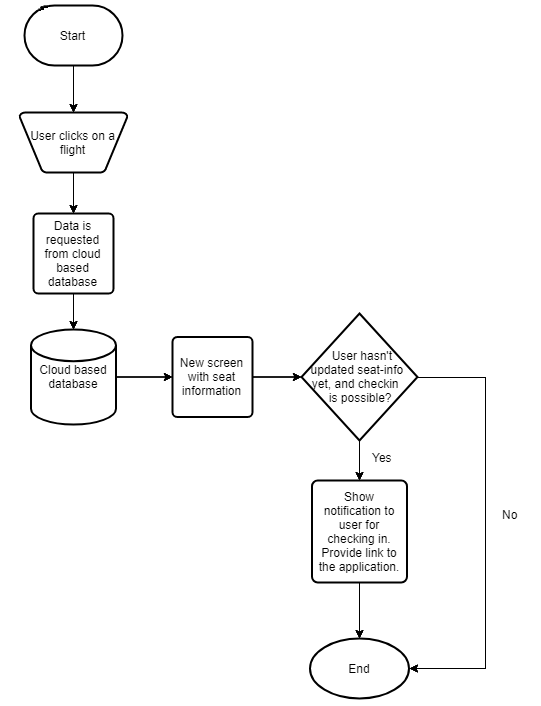 Start
User clicks on a
flight
Data is
requested
from cloud
based
database
Cloud based
database
New screen
with seat
information
User hasn't
updated seat-info
yet, and checkin
is possible?
Yes
Show
notification to
user for
checking in.
Provide link to
the application.
No
End